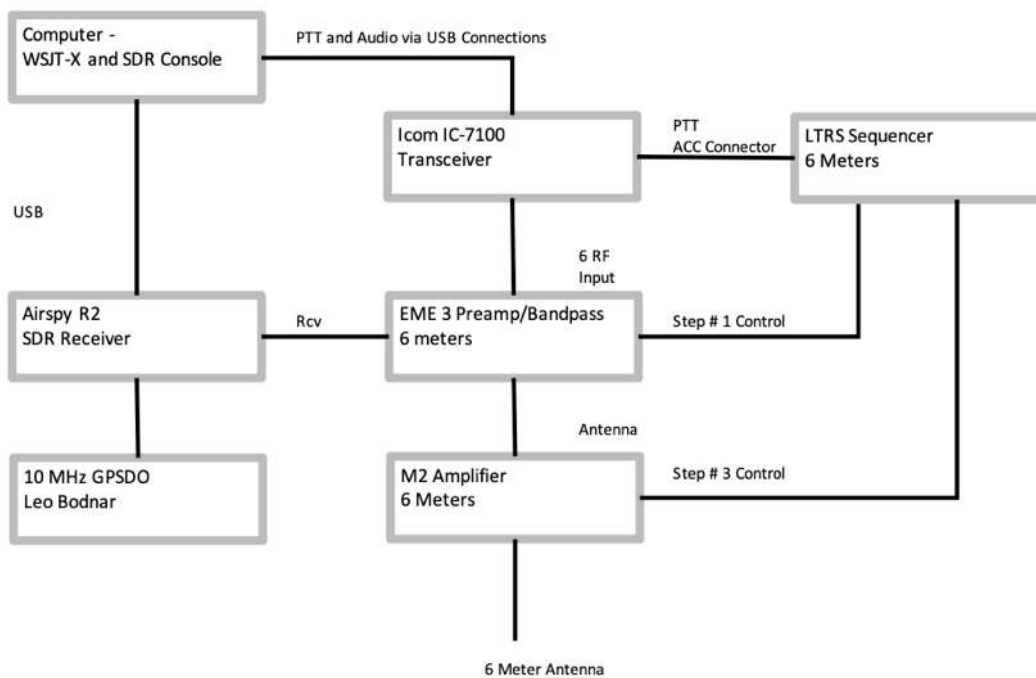 Computer -
WSJT-X and SDR Console
PTT and Audio via USB Connections
Icom IC-7100
Transceiver
PTT
ACC Connector
LTRS Sequencer
6 Meters
USB
6 RF
Input
Airspy R2
SDR Receiver
Rcv
EME 3 Preamp/Bandpass
6 meters
Step # 1 Control
Antenna
10 MHz GPSDO
Leo Bodnar
M2 Amplifier
6 Meters
Step # 3 Control
6 Meter Antenna